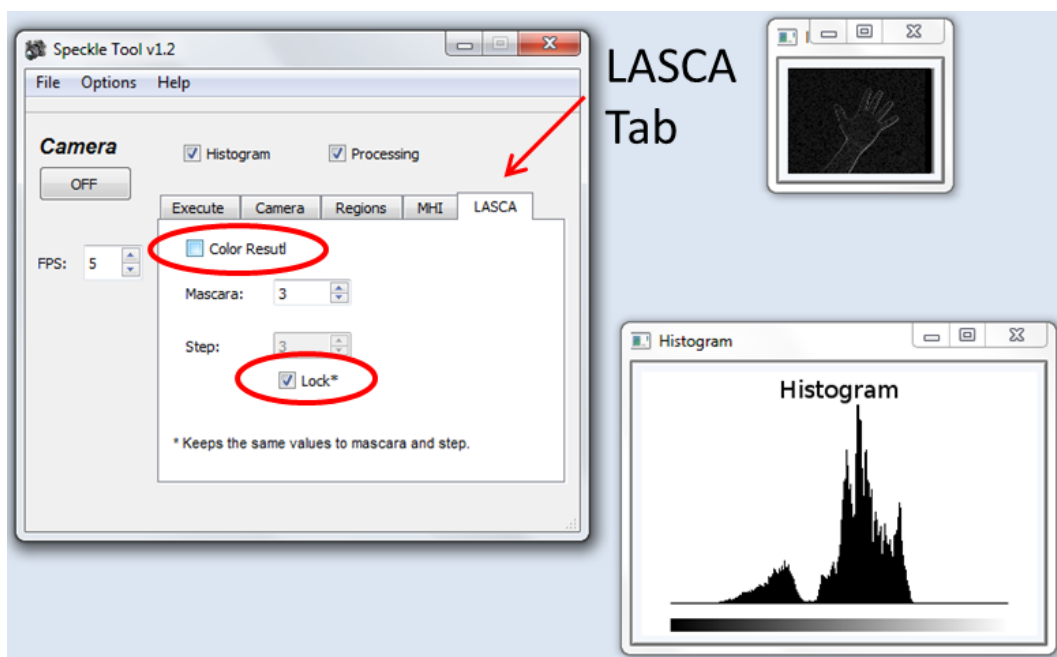 Speckle Tool v1.2
File Options Help
Camera
OFF
Histogram Processing
Execute Camera Regions MHI LASCA
Color Resutl
FPS: 5
Mascara: 3
Step: 3
Lock*
* Keeps the same values to mascara and step.
LASCA
Tab
Histogram
Histogram